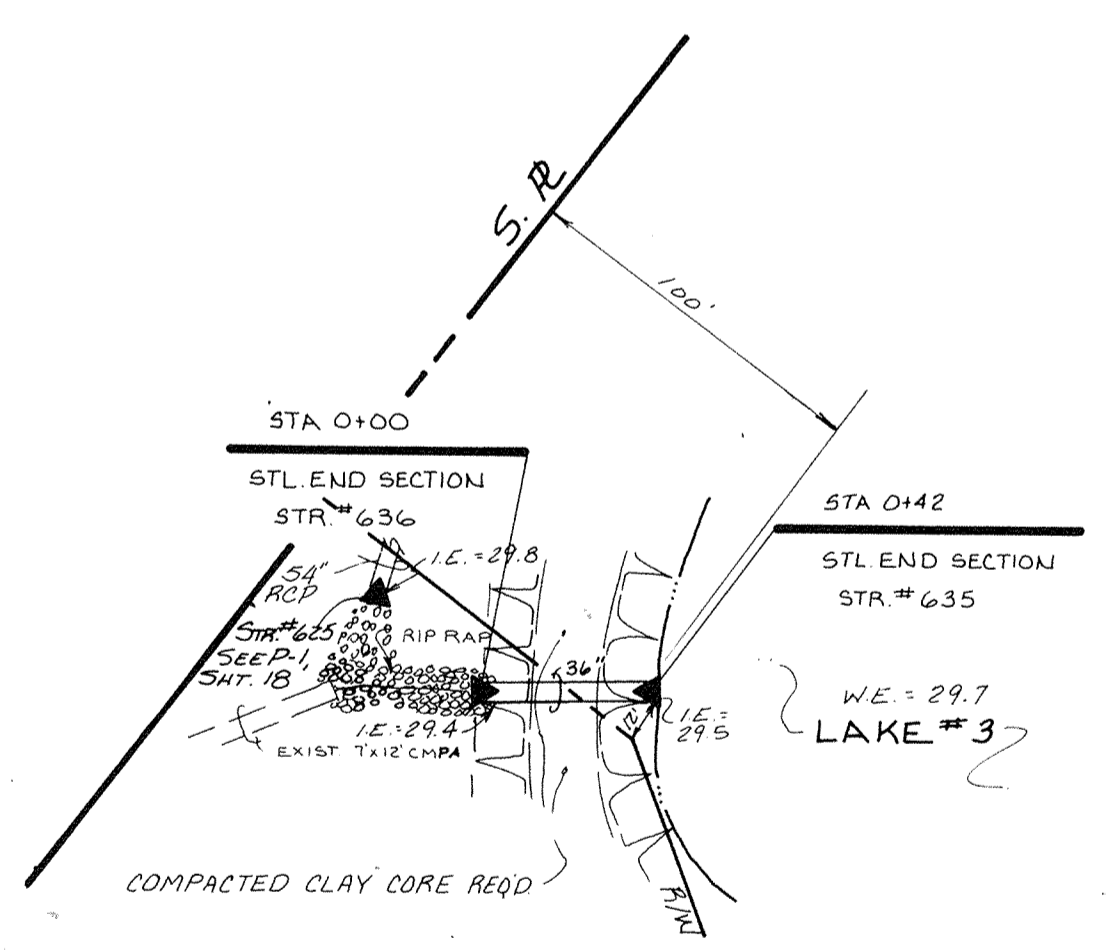 S. PL
100'
STA 0+00
STL. END SECTION
STR. # 636
STA 0+42
STL. END SECTION
STR. # 635
I.E. = 29.8
54"
RCP
STR. # 625
RIP RAP
SEE P-1,
SHT. 18
36"
12'
I.E. = 29.4
I.E. =
29.5
EXIST. 7'x12' CMPA
W.E. = 29.7
LAKE # 3
COMPACTED CLAY CORE REQ'D.
R/W